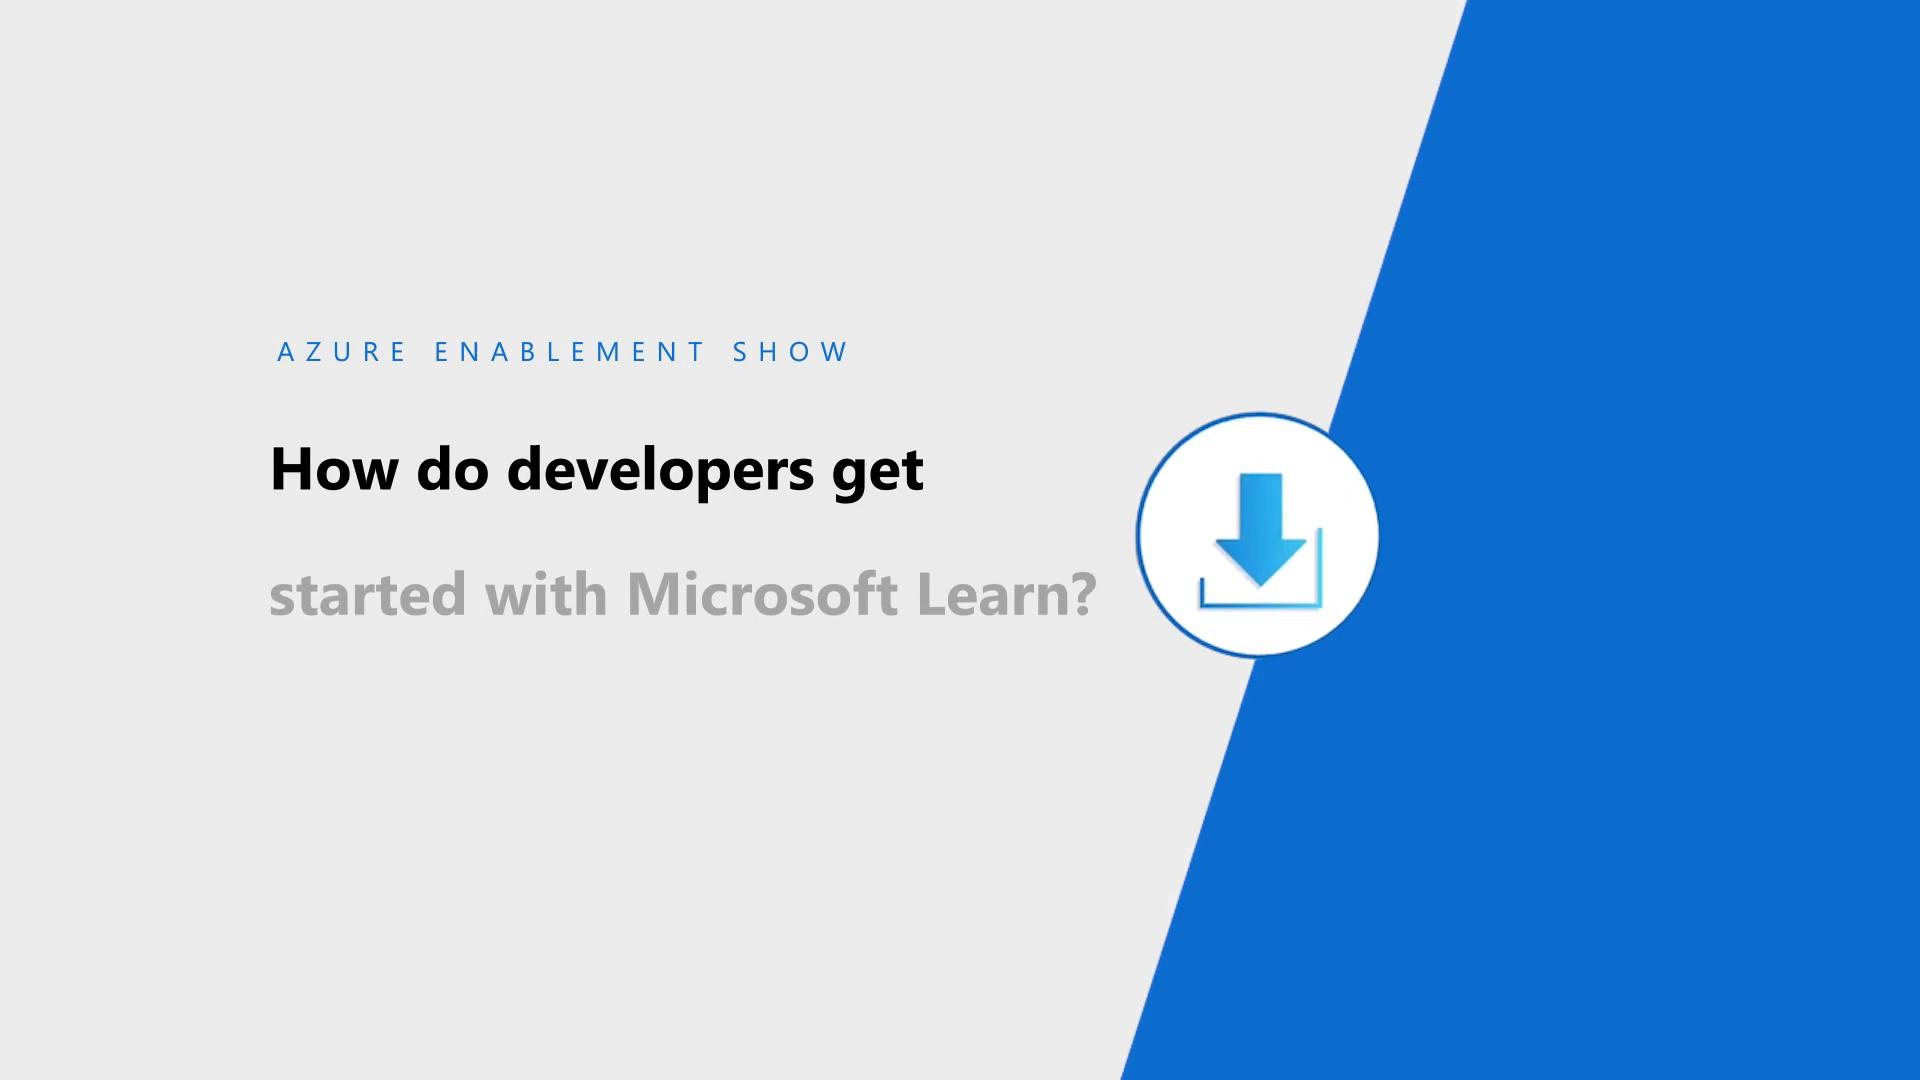 AZURE ENABLEMENT SHOW
How do developers get
started with Microsoft Learn?